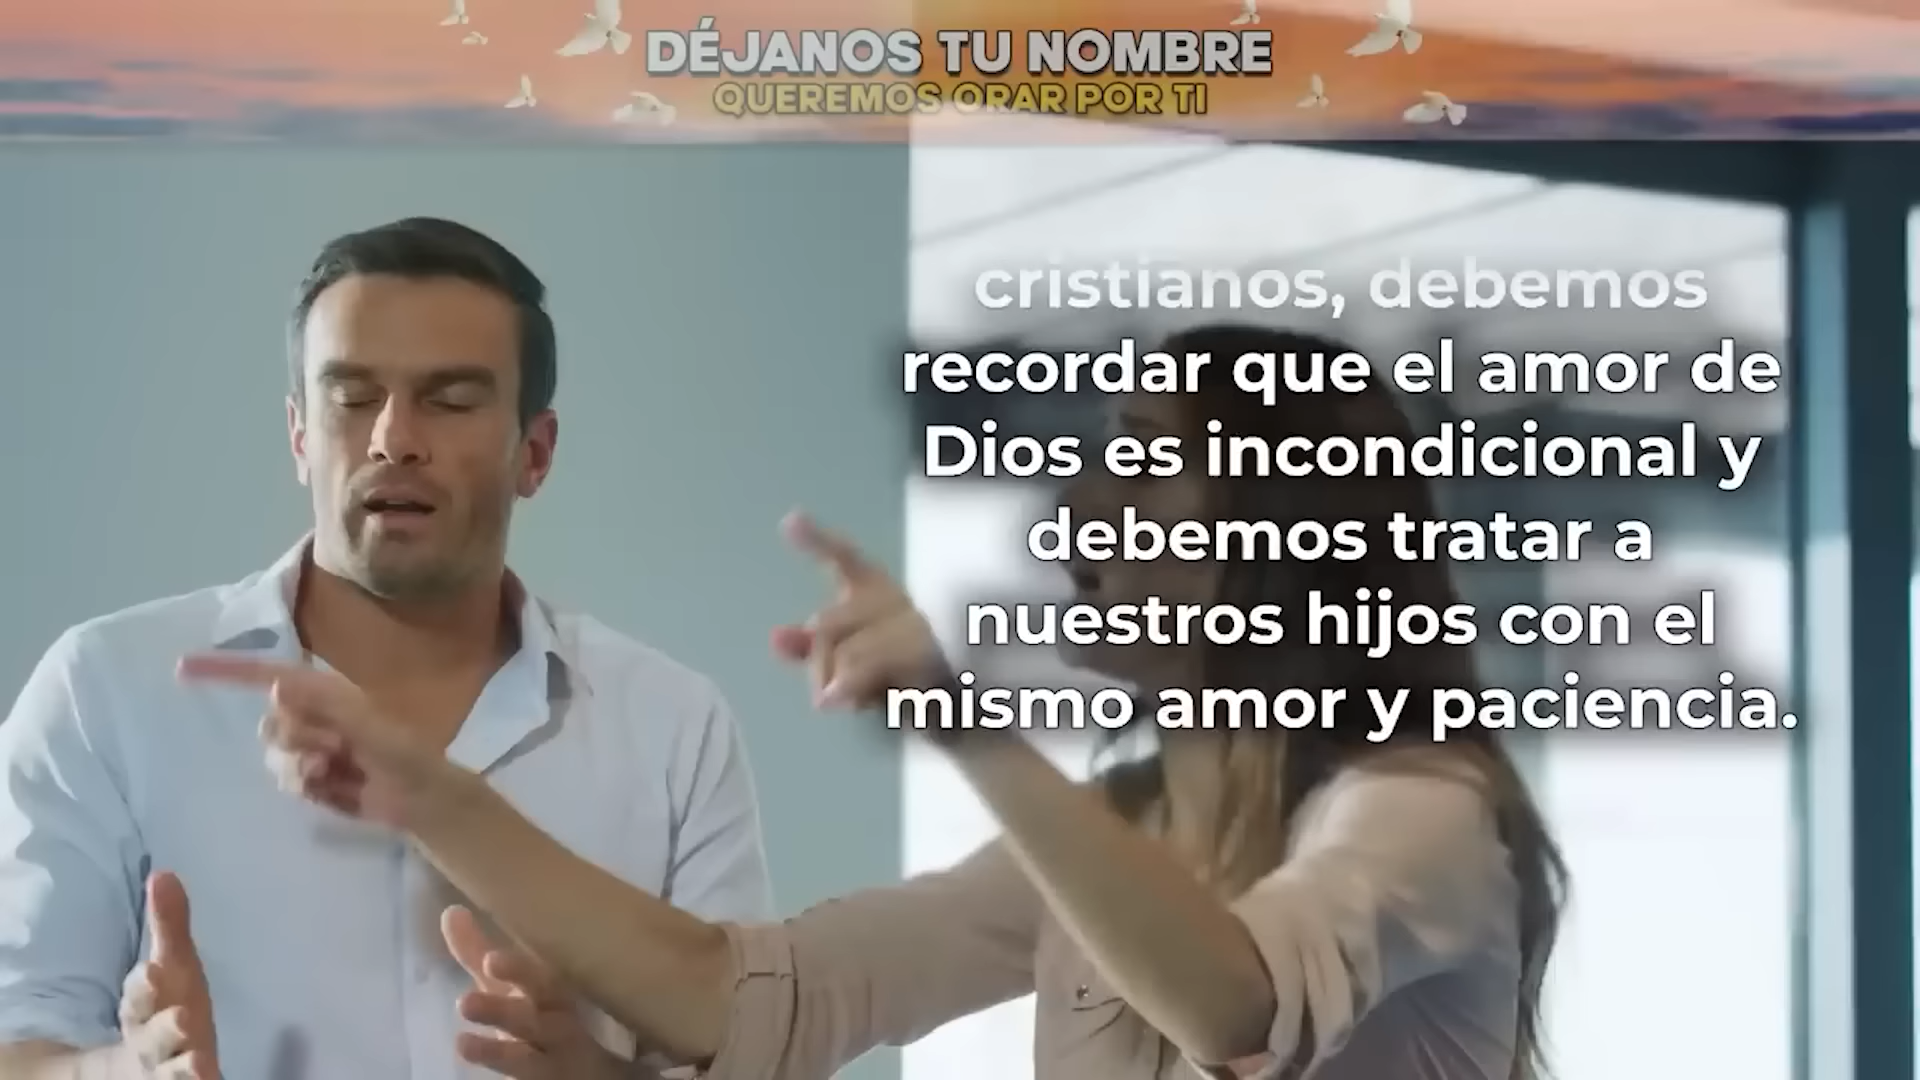 DÉJANOS TU NOMBRE
QUEREMOS ORAR POR TI
cristianos, debemos
recordar que el amor de
Dios es incondicional y
debemos tratar a
nuestros hijos con el
mismo amor y paciencia.